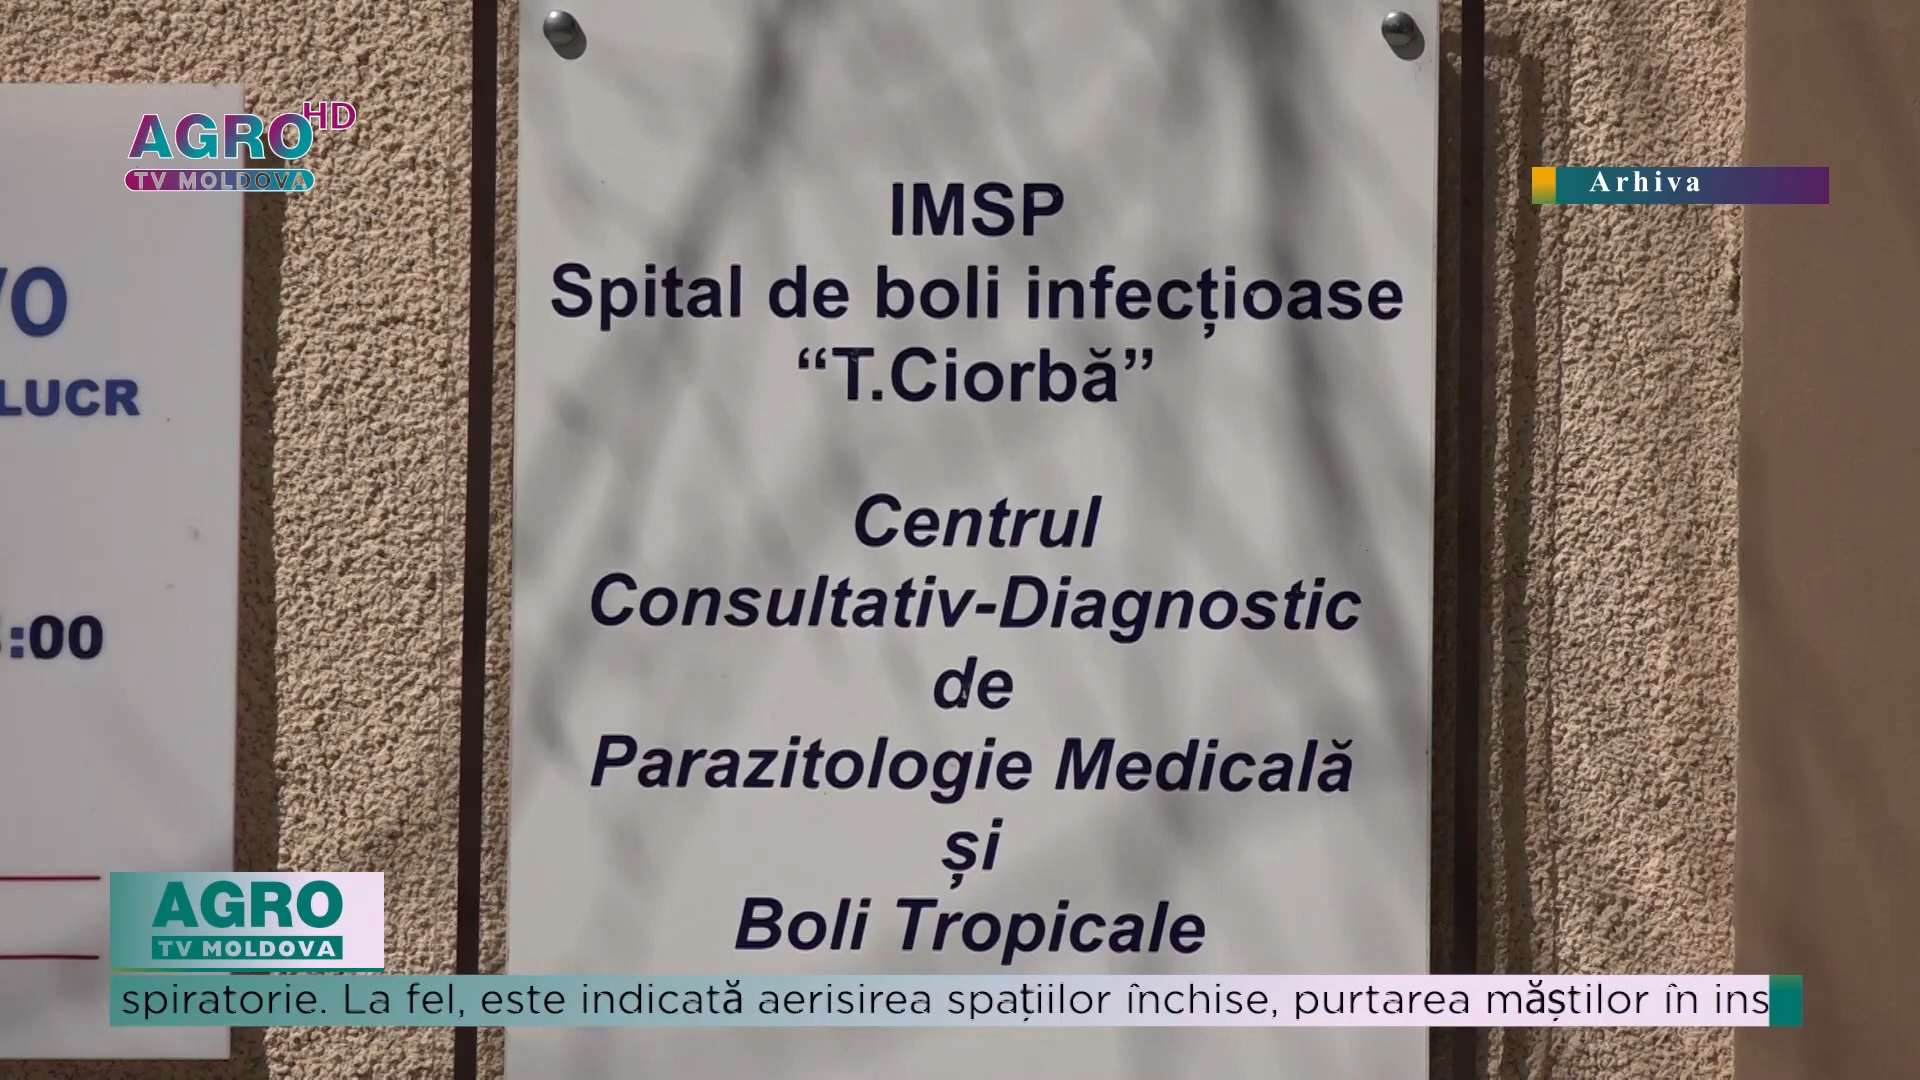 AGRO HD
TV MOLDOVA
Arhiva
IMSP
Spital de boli infecțioase
“T.Ciorbă”
Centrul
Consultativ-Diagnostic
de
Parazitologie Medicală
și
Boli Tropicale
LUCR
:00
AGRO
TV MOLDOVA
spiratorie. La fel, este indicată aerisirea spațiilor închise, purtarea măștilor în ins